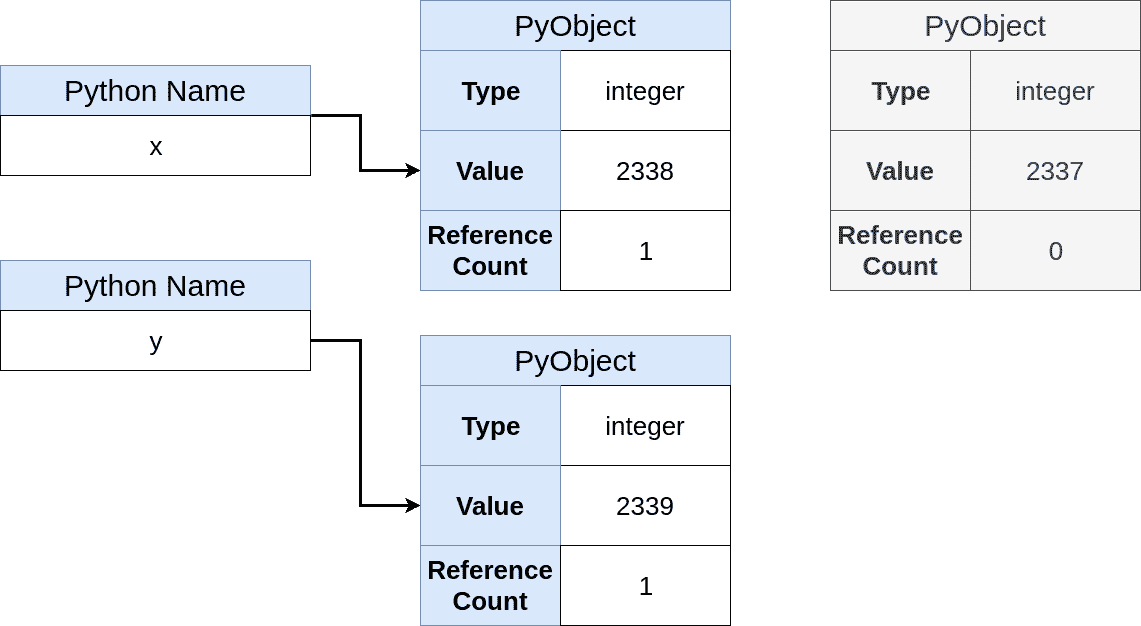 Python Name
x
Python Name
y
PyObject
Type
integer
Value
2338
Reference
Count
1
PyObject
Type
integer
Value
2339
Reference
Count
1
PyObject
Type
integer
Value
2337
Reference
Count
0